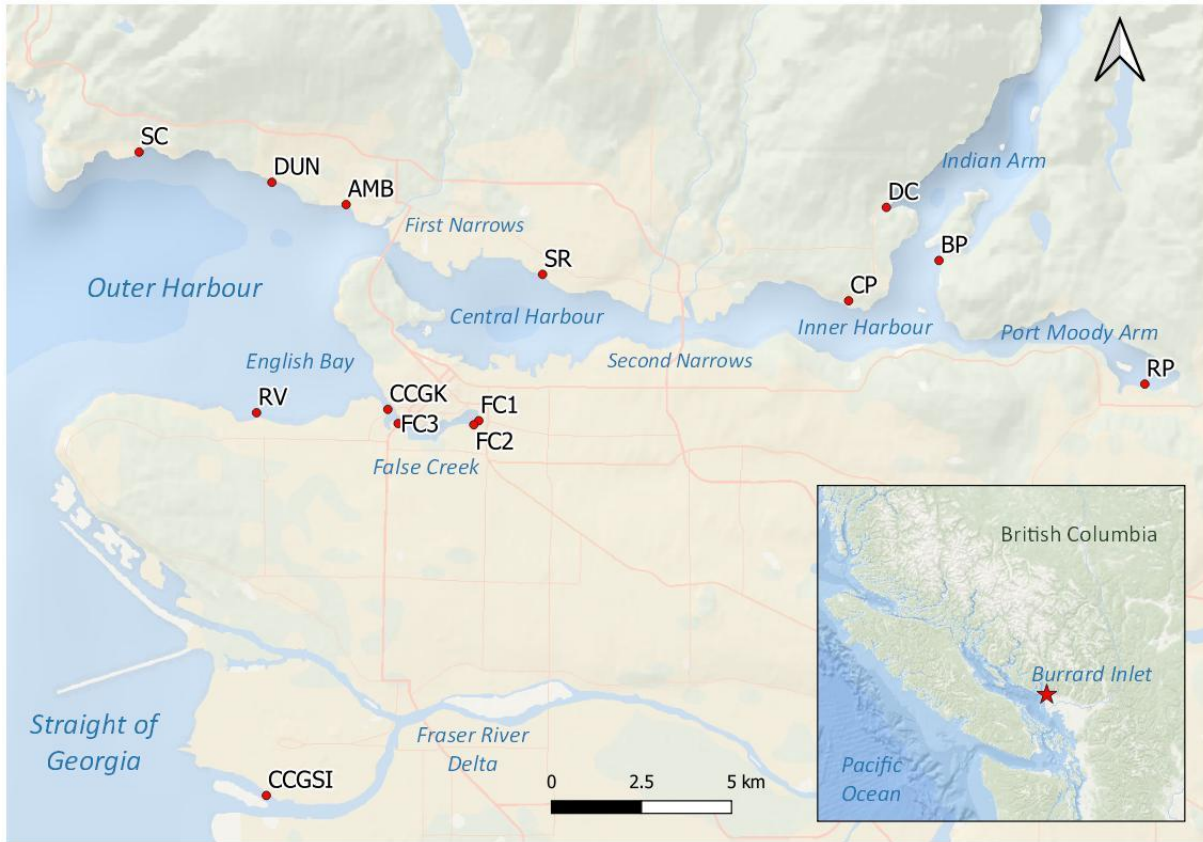 SC
DUN
AMB
Indian Arm
DC
First Narrows
BP
SR
Outer Harbour
CP
Central Harbour
Inner Harbour
Port Moody Arm
English Bay
Second Narrows
RP
RV
CCGK
FC1
FC3
FC2
False Creek
British Columbia
Burrard Inlet
Straight of
Georgia
Fraser River
Delta
Pacific
Ocean
CCGSI
0 2.5 5 km